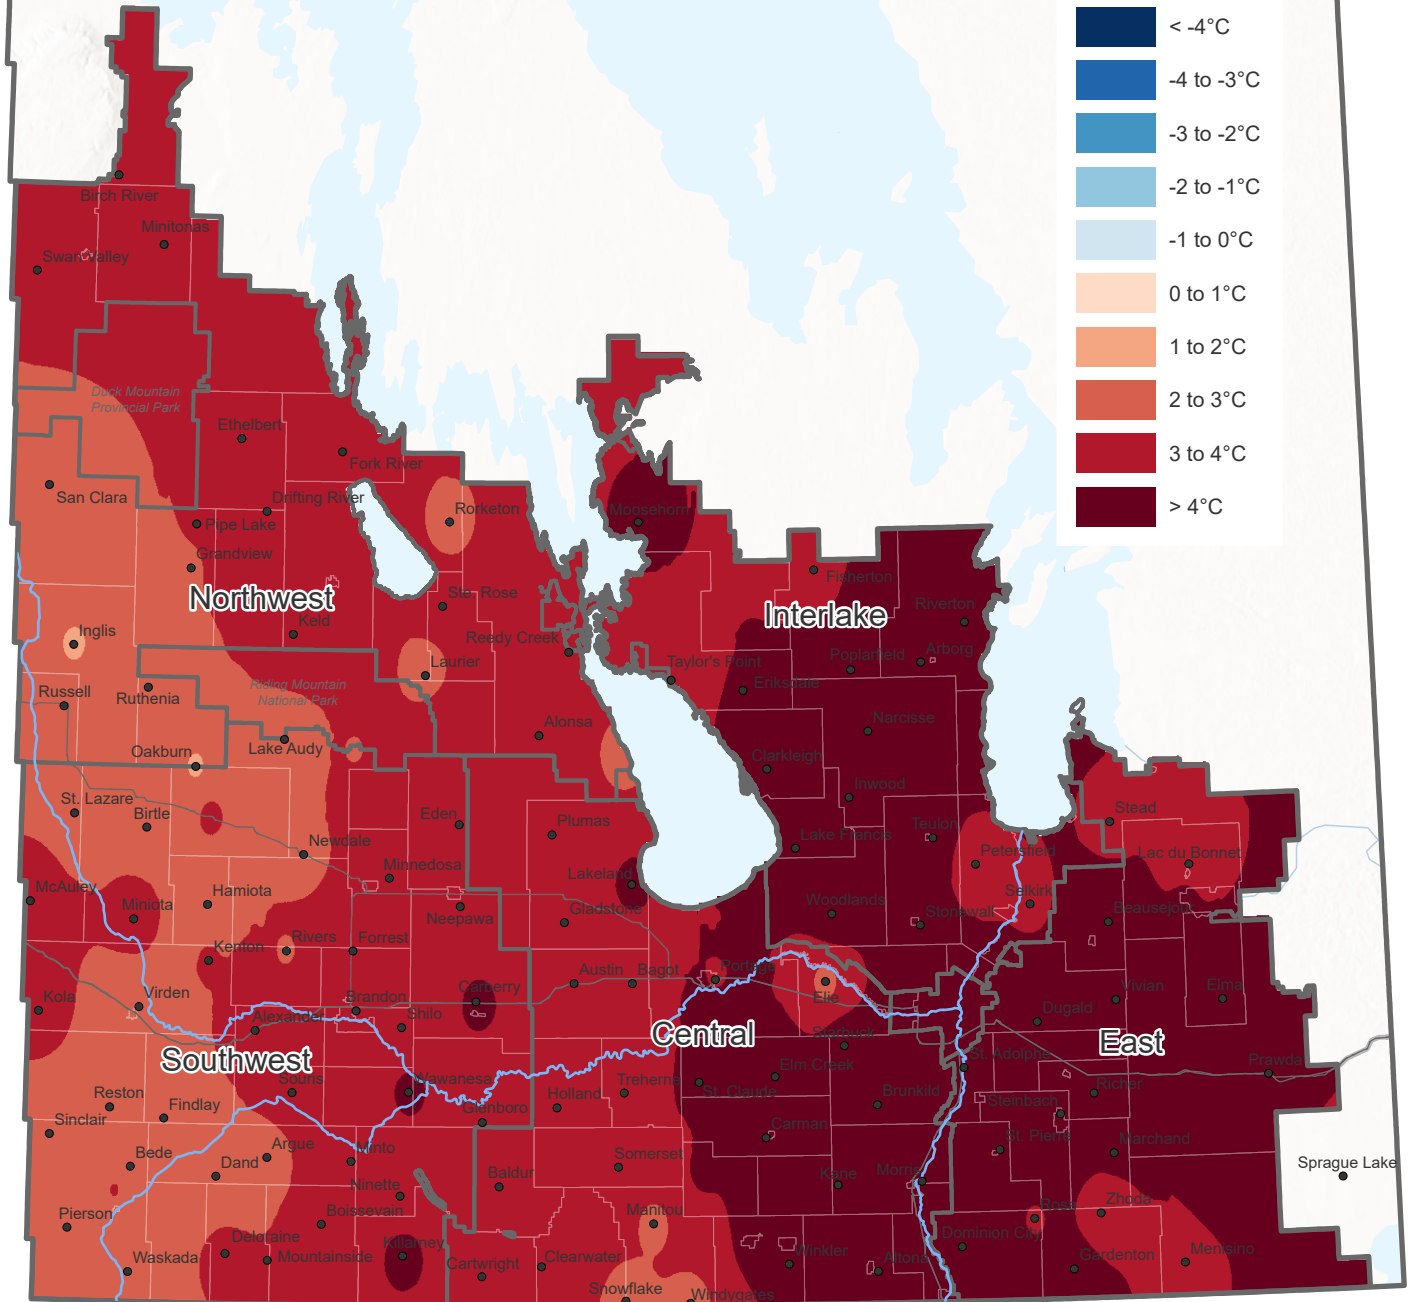 < -4°C
-4 to -3°C
-3 to -2°C
-2 to -1°C
-1 to 0°C
0 to 1°C
1 to 2°C
2 to 3°C
3 to 4°C
> 4°C
Birch River
Minitonas
Swan Valley
Duck Mountain
Provincial Park
Ethelbert
Fork River
San Clara
Drifting River
Rorketon
Moosehorn
Pipe Lake
Grandview
Fisherton
Northwest
Ste. Rose
Interlake
Riverton
Inglis
Keld
Reedy Creek
Poplarfield
Arborg
Laurier
Taylor's Point
Eriksdale
Russell
Ruthenia
Riding Mountain
National Park
Alonsa
Narcisse
Oakburn
Lake Audy
Clarkleigh
Inwood
St. Lazare
Birtle
Eden
Plumas
Teulon
Stead
Newdale
Lake Francis
Petersfield
Lac du Bonnet
Minnedosa
Lakeland
McAuley
Miniota
Hamiota
Neepawa
Gladstone
Woodlands
Stonewall
Selkirk
Beausejour
Kenton
Rivers
Forrest
Austin
Bagot
Portage
Elie
Kola
Virden
Brandon
Carberry
Vivian
Elma
Alexander
Shilo
Central
Starbuck
Dugald
East
Southwest
Souris
Wawanesa
Treherne
Elm Creek
St. Adolphe
Prawda
Reston
Findlay
Glenboro
Holland
St. Claude
Brunkild
Steinbach
Richer
Sinclair
Carman
St. Pierre
Marchand
Bede
Dand
Argue
Minto
Baldur
Somerset
Kane
Morris
Sprague Lake
Ninette
Pierson
Boissevain
Manitou
Ross
Zhoda
Waskada
Deloraine
Mountainside
Killarney
Cartwright
Clearwater
Winkler
Altona
Dominion City
Gardenton
Menisino
Snowflake
Windygates